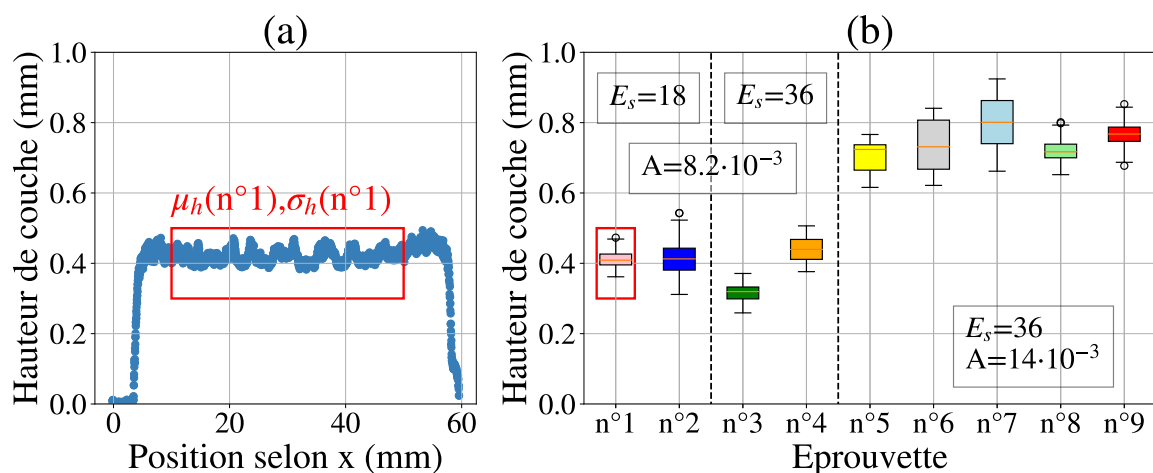 (a)
Hauteur de couche (mm)
1.0
0.8
0.6
0.4
0.2
0.0
μₕ(n°1),σₕ(n°1)
0 20 40 60
Position selon x (mm)
(b)
Hauteur de couche (mm)
1.0
0.8
0.6
0.4
0.2
0.0
Eₛ=18
Eₛ=36
A=8.2·10⁻³
Eₛ=36
A=14·10⁻³
n°1 n°2 n°3 n°4 n°5 n°6 n°7 n°8 n°9
Eprouvette